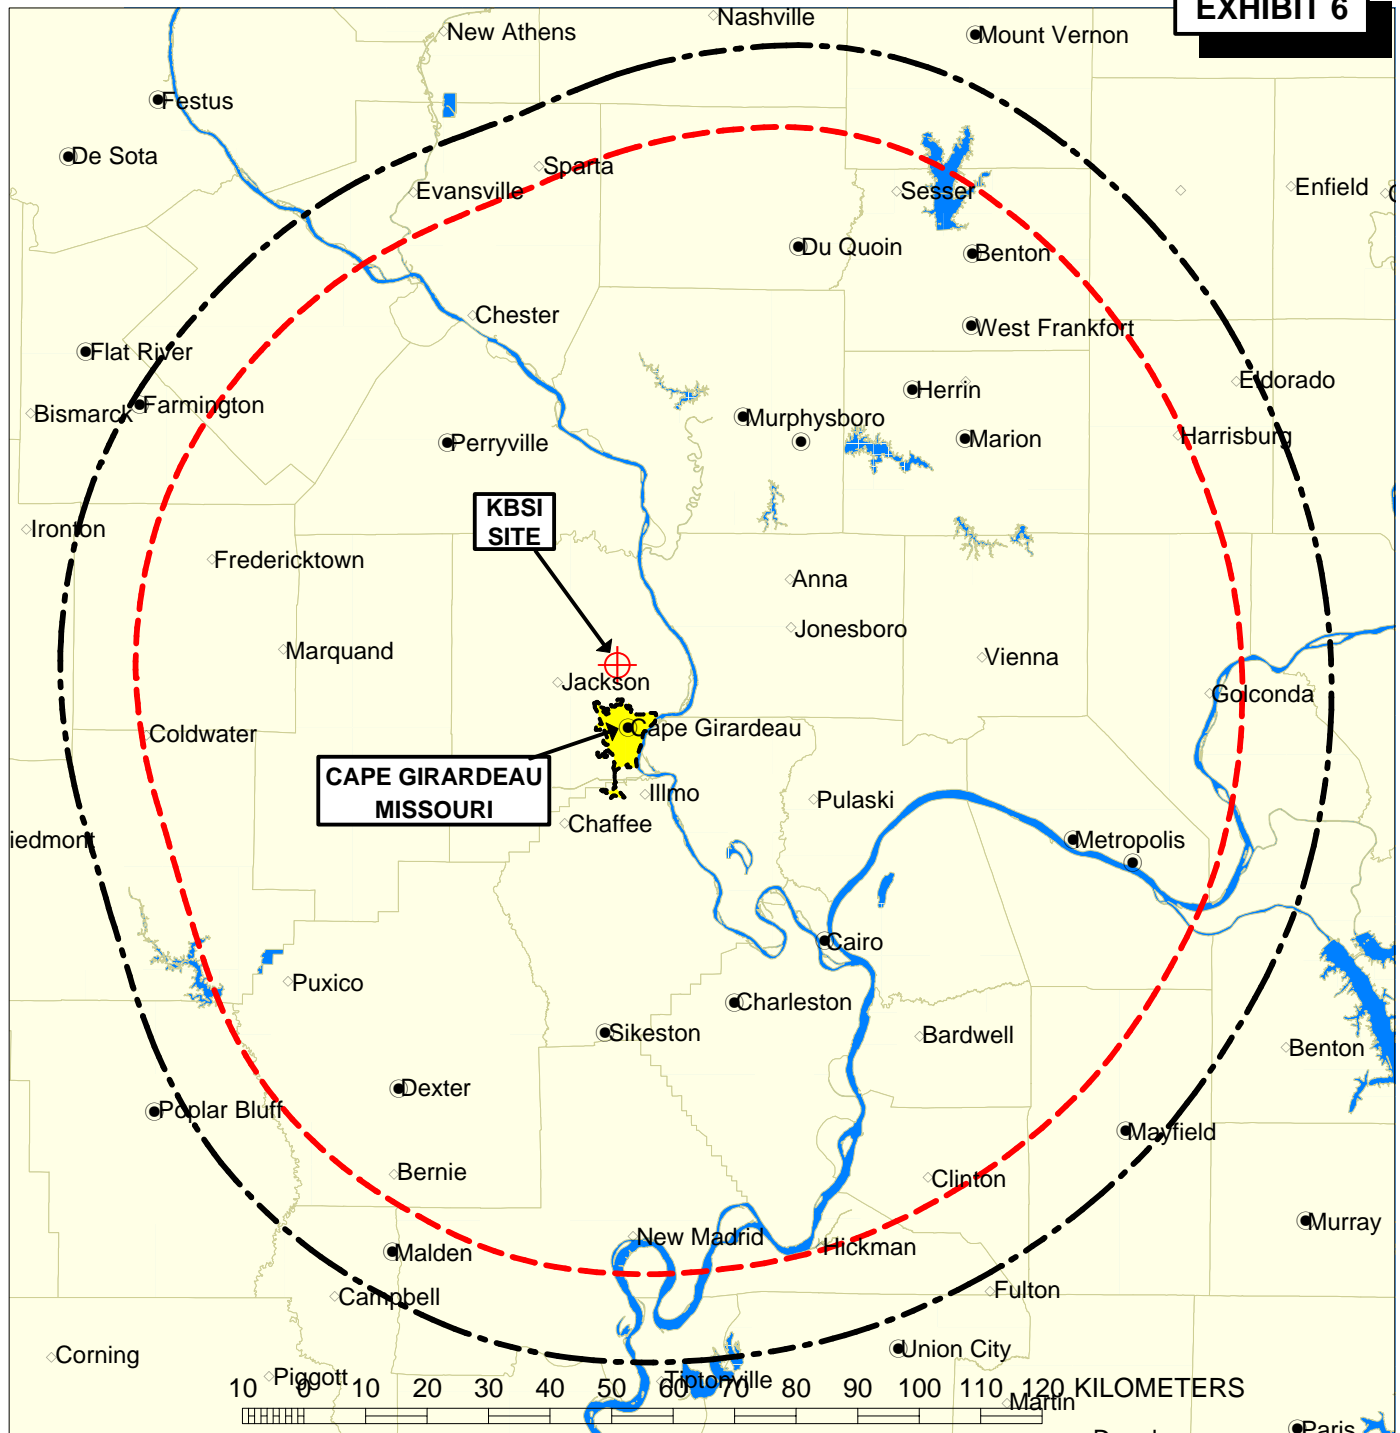 EXHIBIT 6
Nashville
New Athens
Mount Vernon
Festus
De Sota
Sparta
Evansville
Sesser
Enfield
Du Quoin
Benton
Chester
West Frankfort
Flat River
Eldorado
Herrin
Farmington
Bismarck
Murphysboro
Harrisburg
Marion
Perryville
KBSI
SITE
Ironton
Fredericktown
Anna
Jonesboro
Marquand
Vienna
Jackson
Golconda
Cape Girardeau
Coldwater
CAPE GIRARDEAU
MISSOURI
Illmo
Pulaski
Chaffee
iedmont
Metropolis
Cairo
Puxico
Charleston
Sikeston
Bardwell
Benton
Dexter
Poplar Bluff
Mayfield
Bernie
Clinton
Murray
New Madrid
Hickman
Malden
Campbell
Fulton
Union City
Corning
Piggott
Tiptonville
10 0 10 20 30 40 50 60 70 80 90 100 110 120 KILOMETERS
Martin
Paris